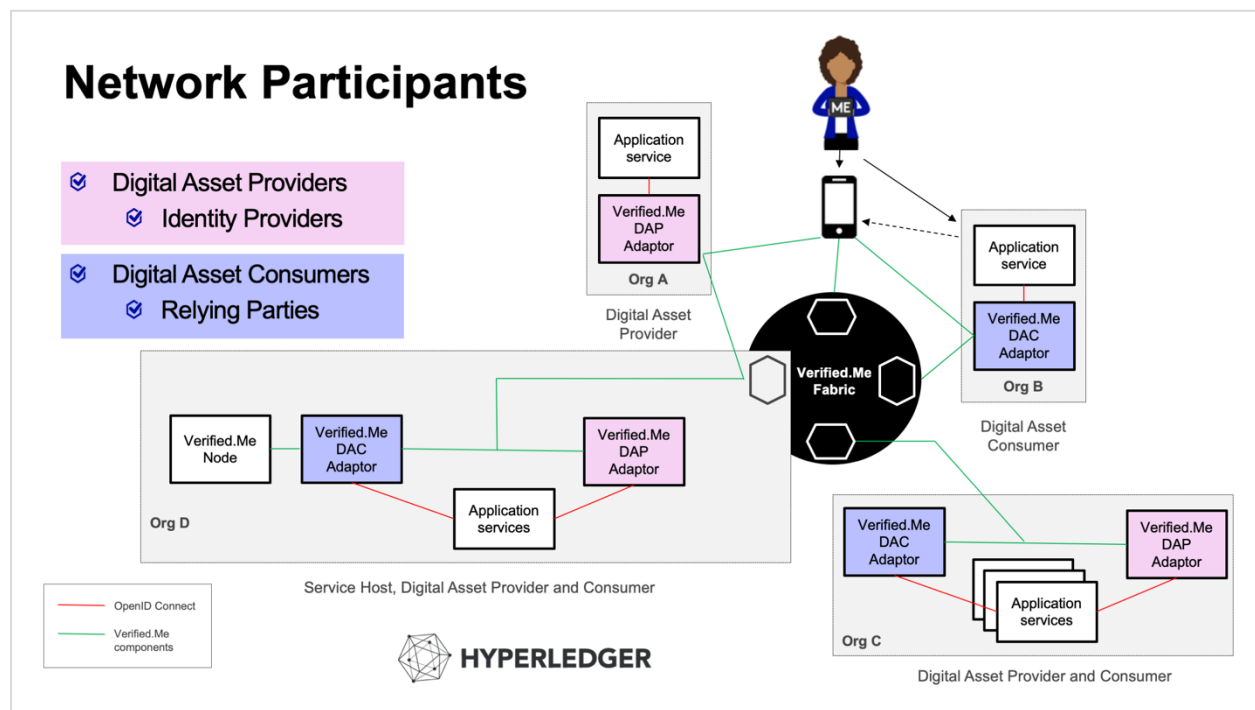 Network Participants
Digital Asset Providers
Identity Providers
Digital Asset Consumers
Relying Parties
ME
Application
service
Verified.Me
DAP
Adaptor
Org A
Digital Asset
Provider
Application
service
Verified.Me
DAC
Adaptor
Org B
Digital Asset
Consumer
Verified.Me
Fabric
Verified.Me
Node
Verified.Me
DAC
Adaptor
Verified.Me
DAP
Adaptor
Application
services
Org D
Service Host, Digital Asset Provider and Consumer
Verified.Me
DAC
Adaptor
Verified.Me
DAP
Adaptor
Application
services
Org C
Digital Asset Provider and Consumer
OpenID Connect
Verified.Me
components
HYPERLEDGER